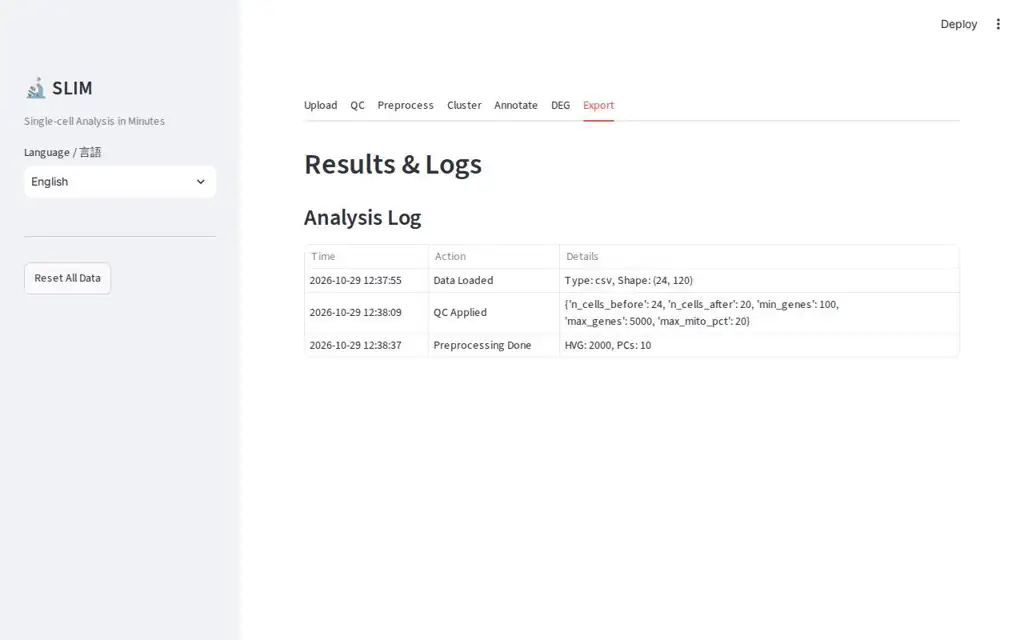 Deploy
SLIM
Single-cell Analysis in Minutes
Language / 言語
English
Reset All Data
Upload QC Preprocess Cluster Annotate DEG Export
Results & Logs
Analysis Log
Time Action Details
2026-10-29 12:37:55 Data Loaded Type: csv, Shape: (24, 120)
2026-10-29 12:38:09 QC Applied {'n_cells_before': 24, 'n_cells_after': 20, 'min_genes': 100,
'max_genes': 5000, 'max_mito_pct': 20}
2026-10-29 12:38:37 Preprocessing Done HVG: 2000, PCs: 10